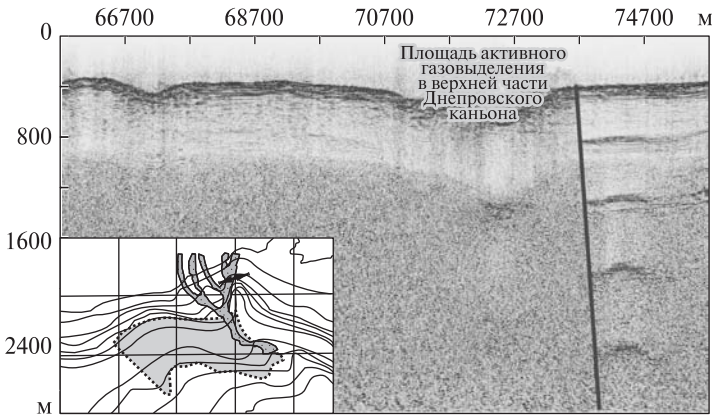 66700 68700 70700 72700 74700 м
0
Площадь активного
газовыделения
в верхней части
Днепровского
каньона
800
1600
2400
м